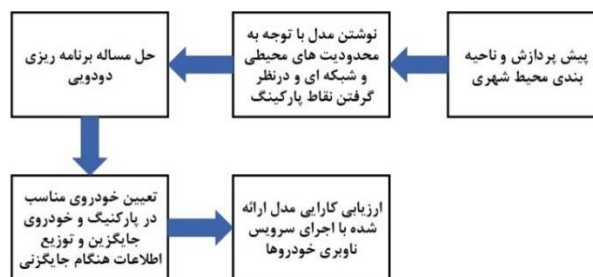 پیش پردازش و ناحیه
بندی محیط شهری
نوشتن مدل با توجه به
محدودیت های محیطی
و شبکه ای و درنظر
گرفتن نقاط پارکینگ
حل مساله برنامه ریزی
دودویی
تعیین خودروی مناسب
در پارکنیگ و خودروی
جایگزین و توزیع
اطلاعات هنگام جایگزنی
ارزیابی کارایی مدل ارائه
شده با اجرای سرویس
ناوبری خودروها